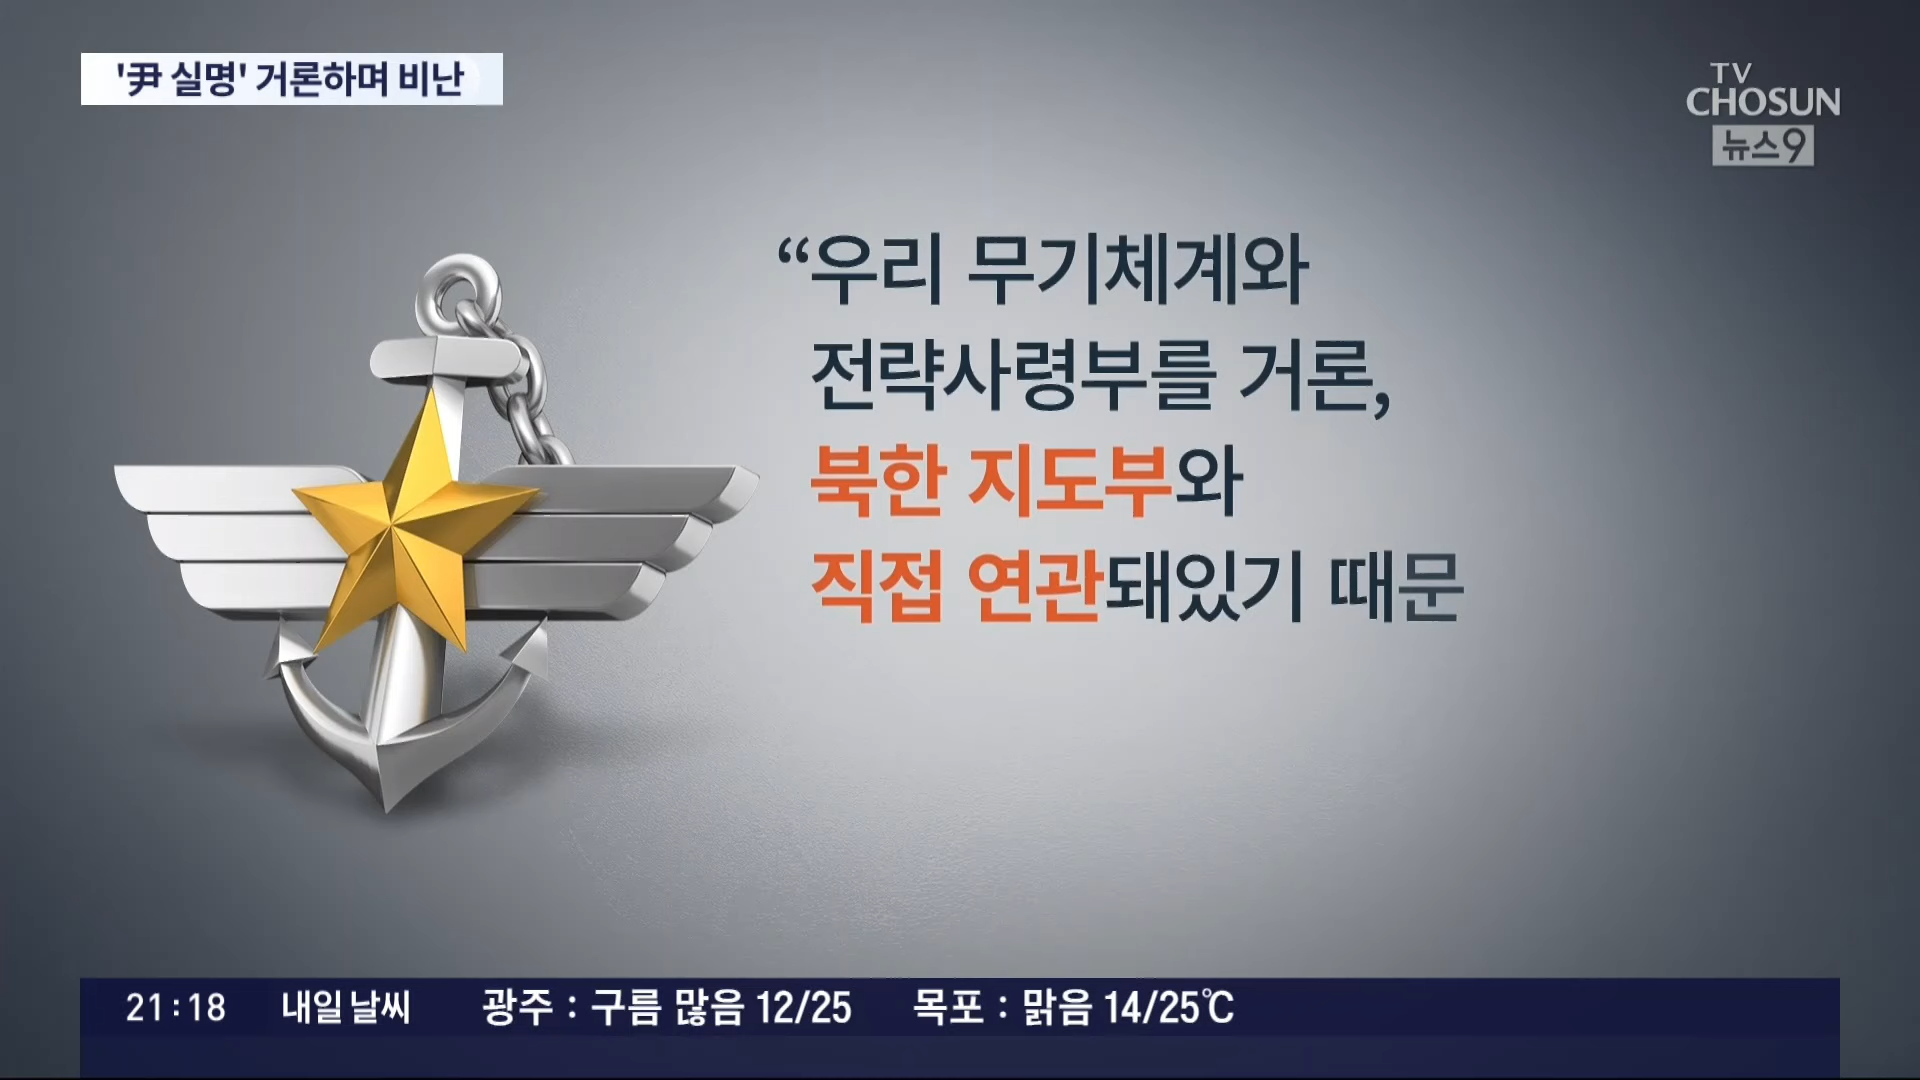 '尹 실명' 거론하며 비난
TV
CHOSUN
뉴스9
“우리 무기체계와
전략사령부를 거론,
북한 지도부와
직접 연관돼있기 때문
21:18 내일 날씨 광주 : 구름 많음 12/25 목포 : 맑음 14/25℃